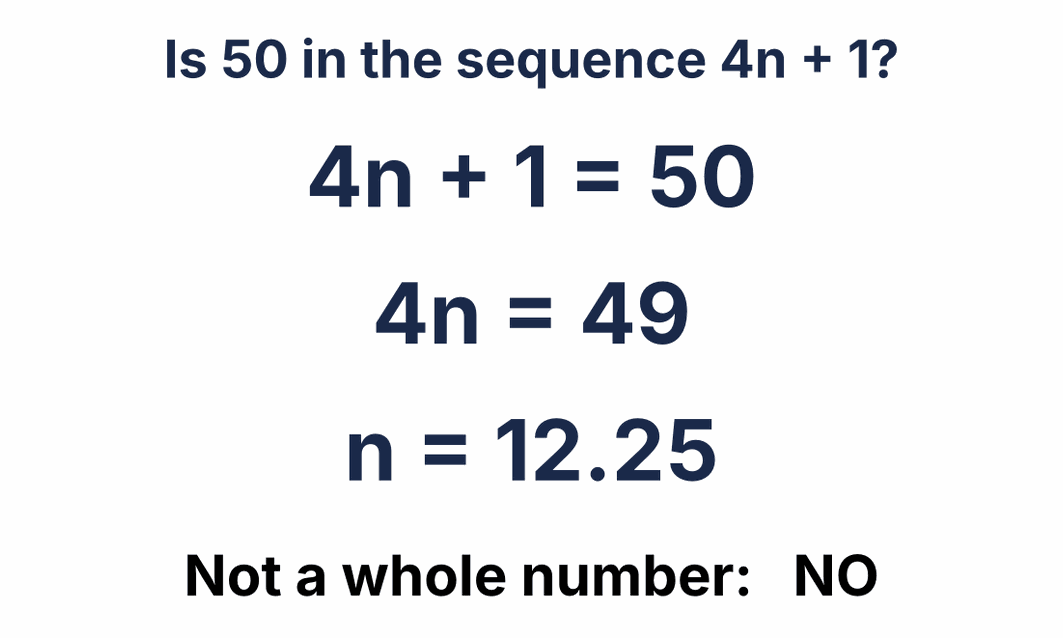 Is 50 in the sequence 4n + 1?
4n + 1 = 50
4n = 49
n = 12.25
Not a whole number: NO